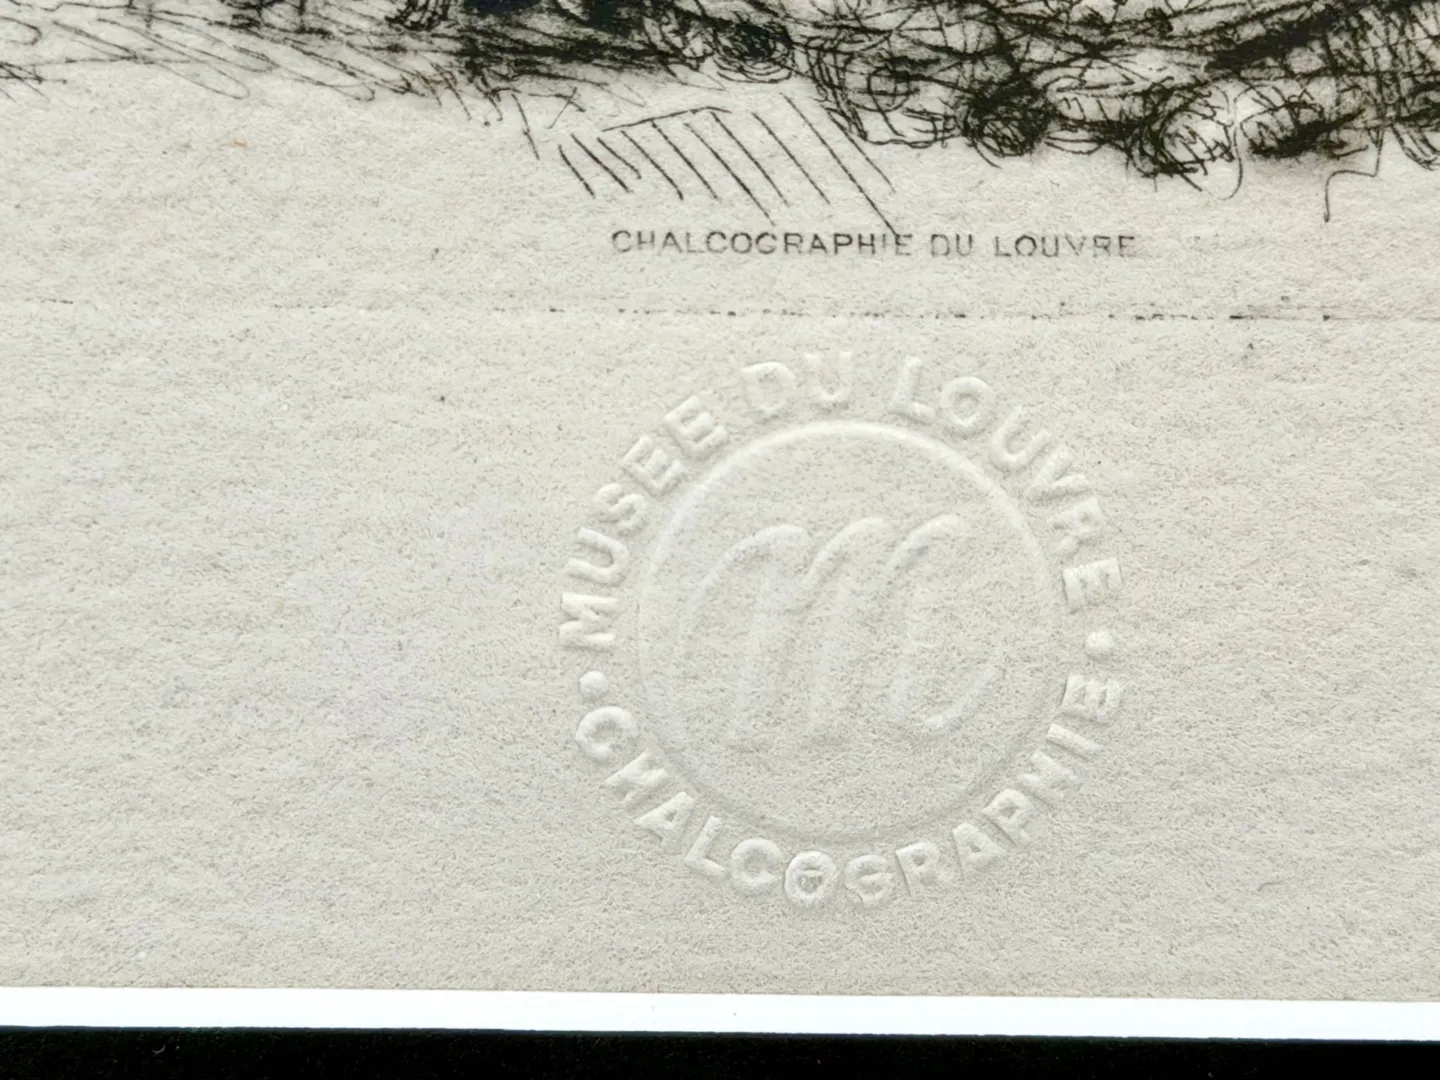 CHALCOGRAPHIE DU LOUVRE
MUSEE DU LOUVRE
• CHALCOGRAPHIE •
m